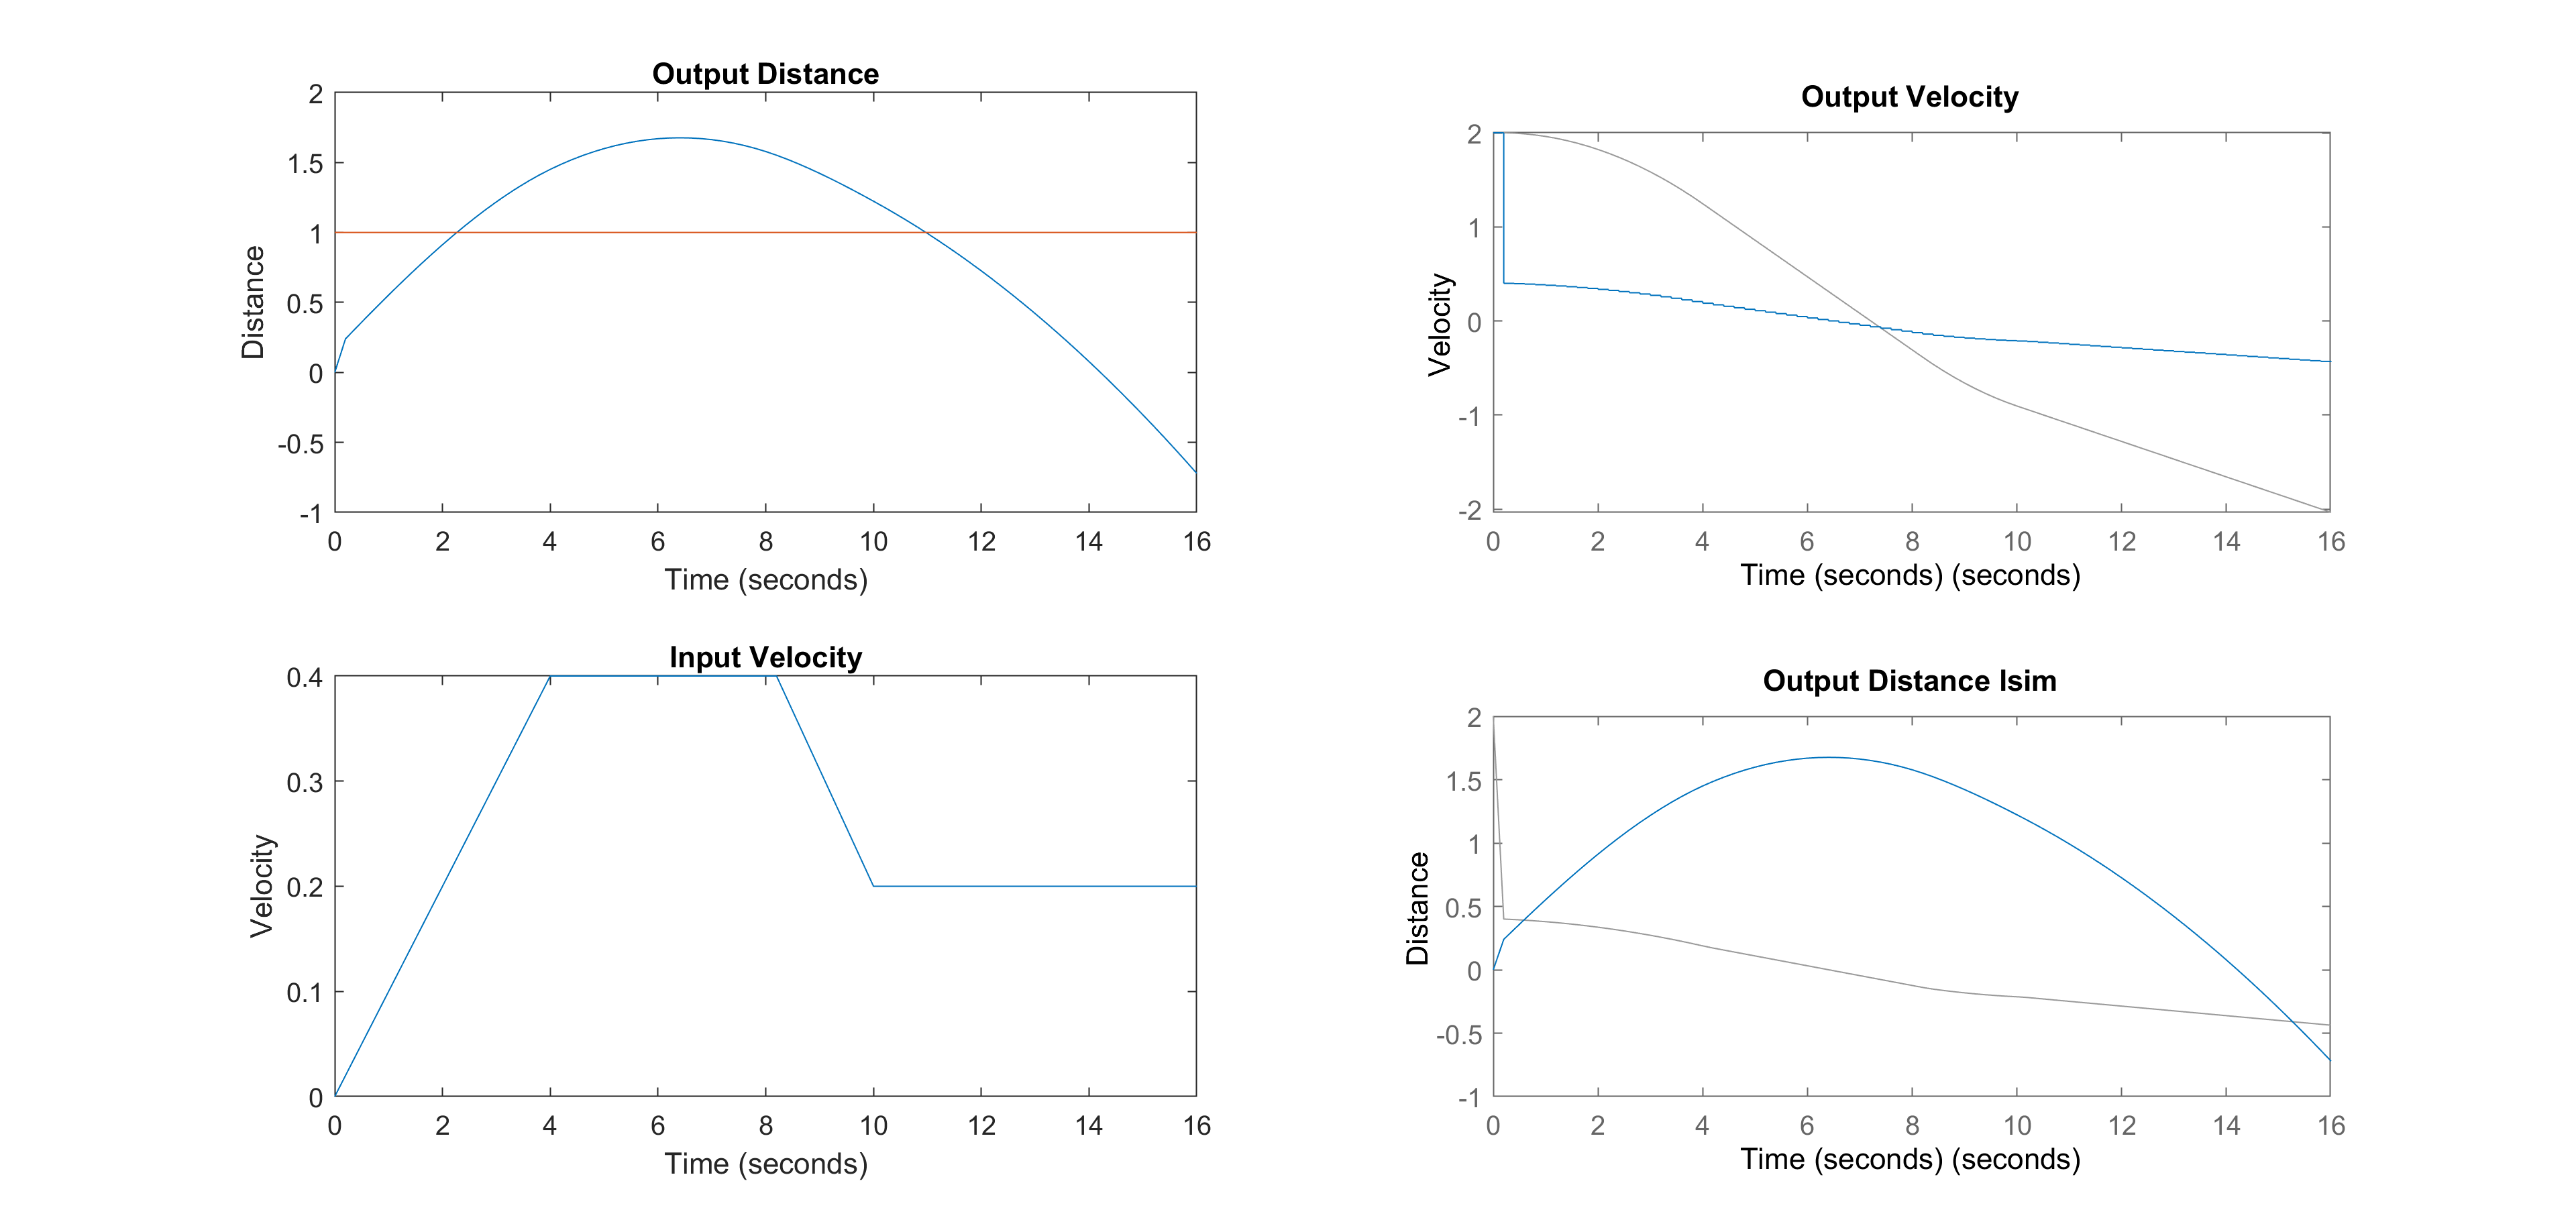 Output Distance
2
1.5
1
0.5
0
-0.5
-1
Distance
0 2 4 6 8 10 12 14 16
Time (seconds)
Output Velocity
2
1
0
-1
-2
Velocity
0 2 4 6 8 10 12 14 16
Time (seconds) (seconds)
Input Velocity
0.4
0.3
0.2
0.1
0
Velocity
0 2 4 6 8 10 12 14 16
Time (seconds)
Output Distance lsim
2
1.5
1
0.5
0
-0.5
-1
Distance
0 2 4 6 8 10 12 14 16
Time (seconds) (seconds)